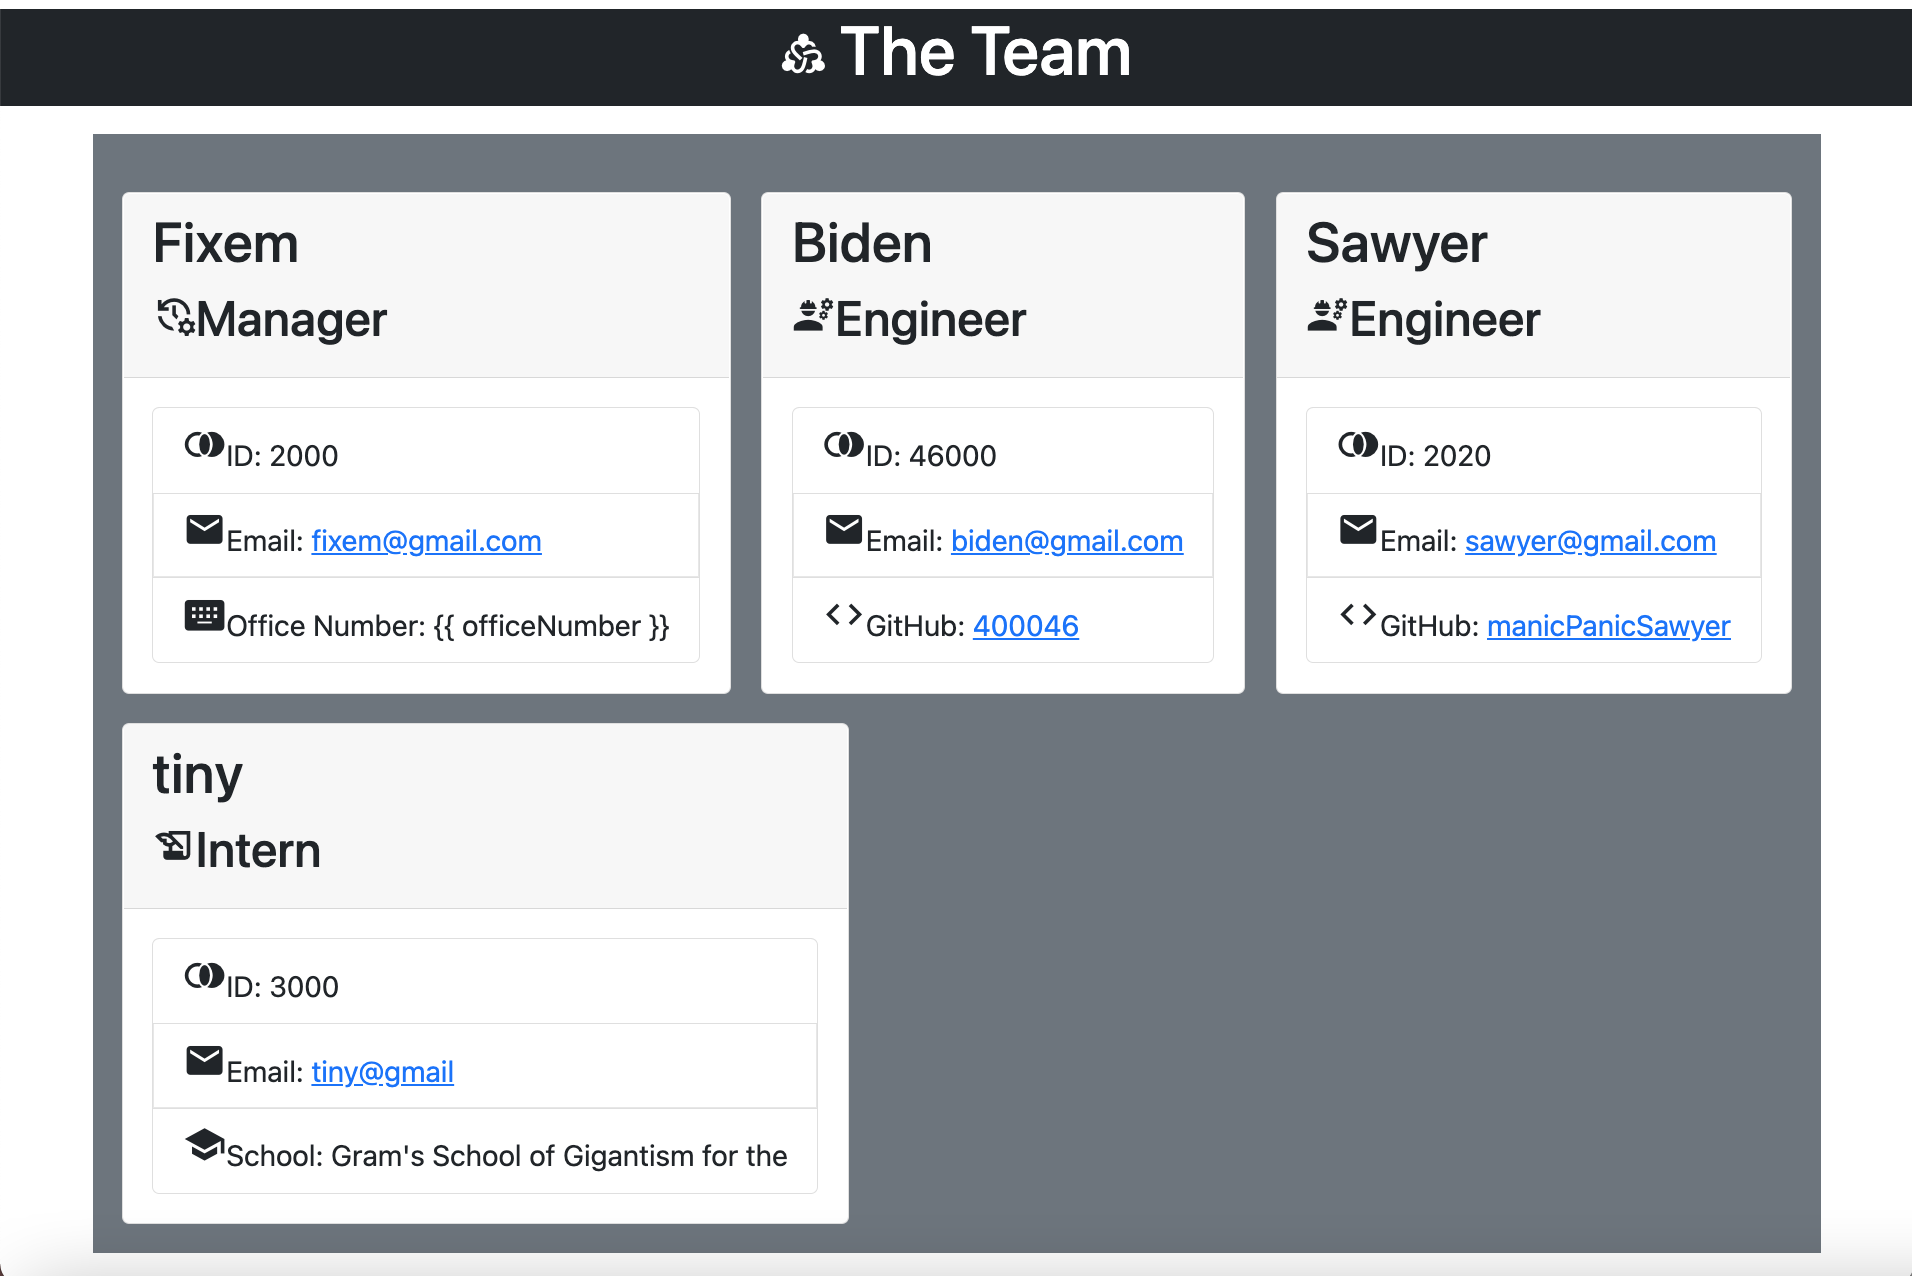 The Team
Fixem
Manager
ID: 2000
Email: fixem@gmail.com
Office Number: {{ officeNumber }}
Biden
Engineer
ID: 46000
Email: biden@gmail.com
GitHub: 400046
Sawyer
Engineer
ID: 2020
Email: sawyer@gmail.com
GitHub: manicPanicSawyer
tiny
Intern
ID: 3000
Email: tiny@gmail
School: Gram's School of Gigantism for the